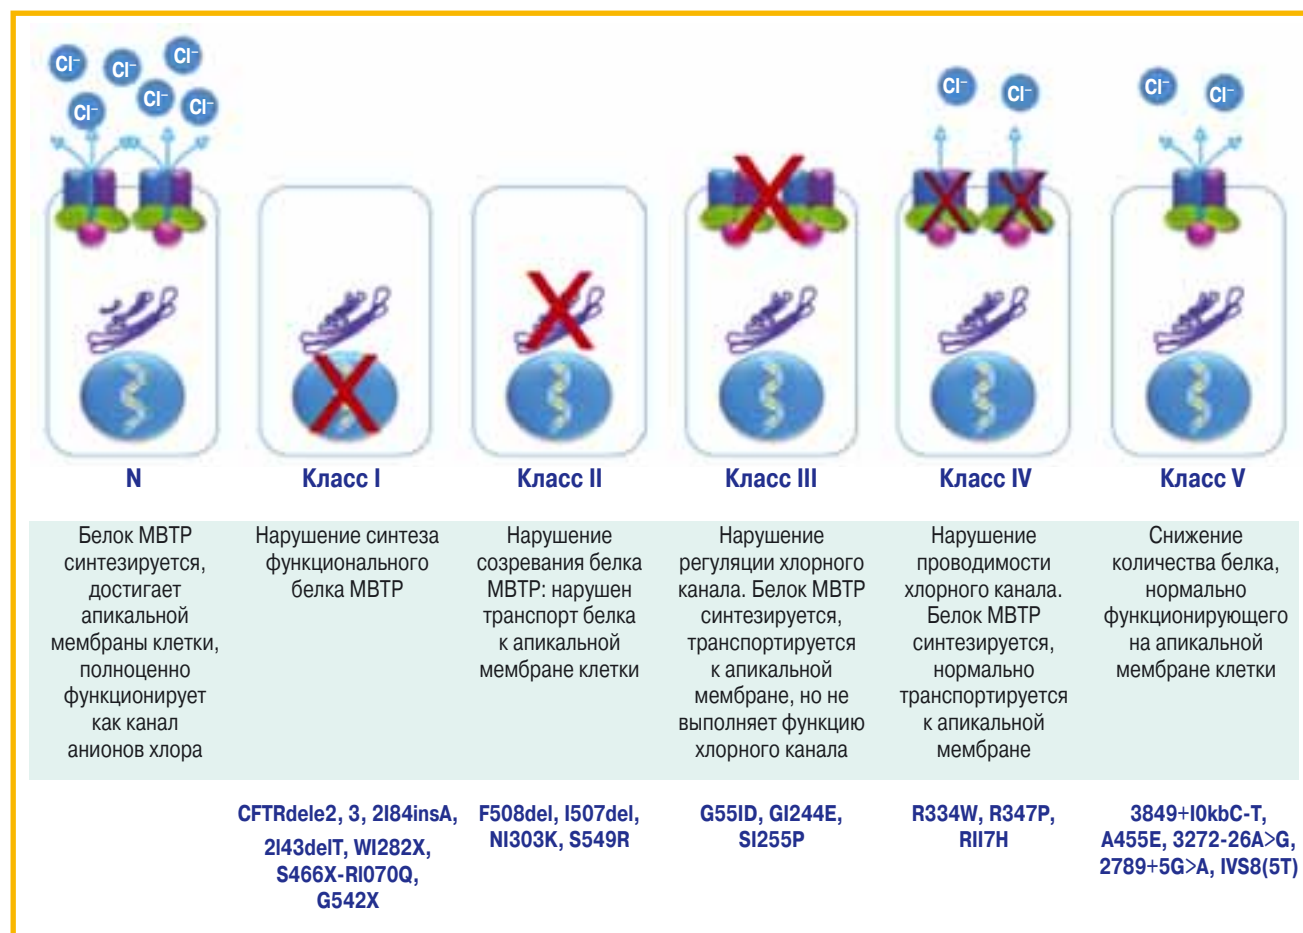 Cl–
Cl–
Cl–
Cl–
Cl–
Cl–
Cl–
Cl–
Cl–
Cl–
N
Класс I
Класс II
Класс III
Класс IV
Класс V
Белок МВТР
синтезируется,
достигает
апикальной
мембраны клетки,
полноценно
функционирует
как канал
анионов хлора
Нарушение синтеза
функционального
белка МВТР
Нарушение
созревания белка
МВТР: нарушен
транспорт белка
к апикальной
мембране клетки
Нарушение
регуляции хлорного
канала. Белок МВТР
синтезируется,
транспортируется
к апикальной
мембране, но не
выполняет функцию
хлорного канала
Нарушение
проводимости
хлорного канала.
Белок МВТР
синтезируется,
нормально
транспортируется
к апикальной
мембране
Снижение
количества белка,
нормально
функционирующего
на апикальной
мембране клетки
CFTRdele2, 3, 2I84insA,
2I43delT, WI282X,
S466X-RI070Q,
G542X
F508del, I507del,
NI303K, S549R
G55ID, GI244E,
SI255P
R334W, R347P,
RII7H
3849+I0kbC-T,
A455E, 3272-26A>G,
2789+5G>A, IVS8(5T)